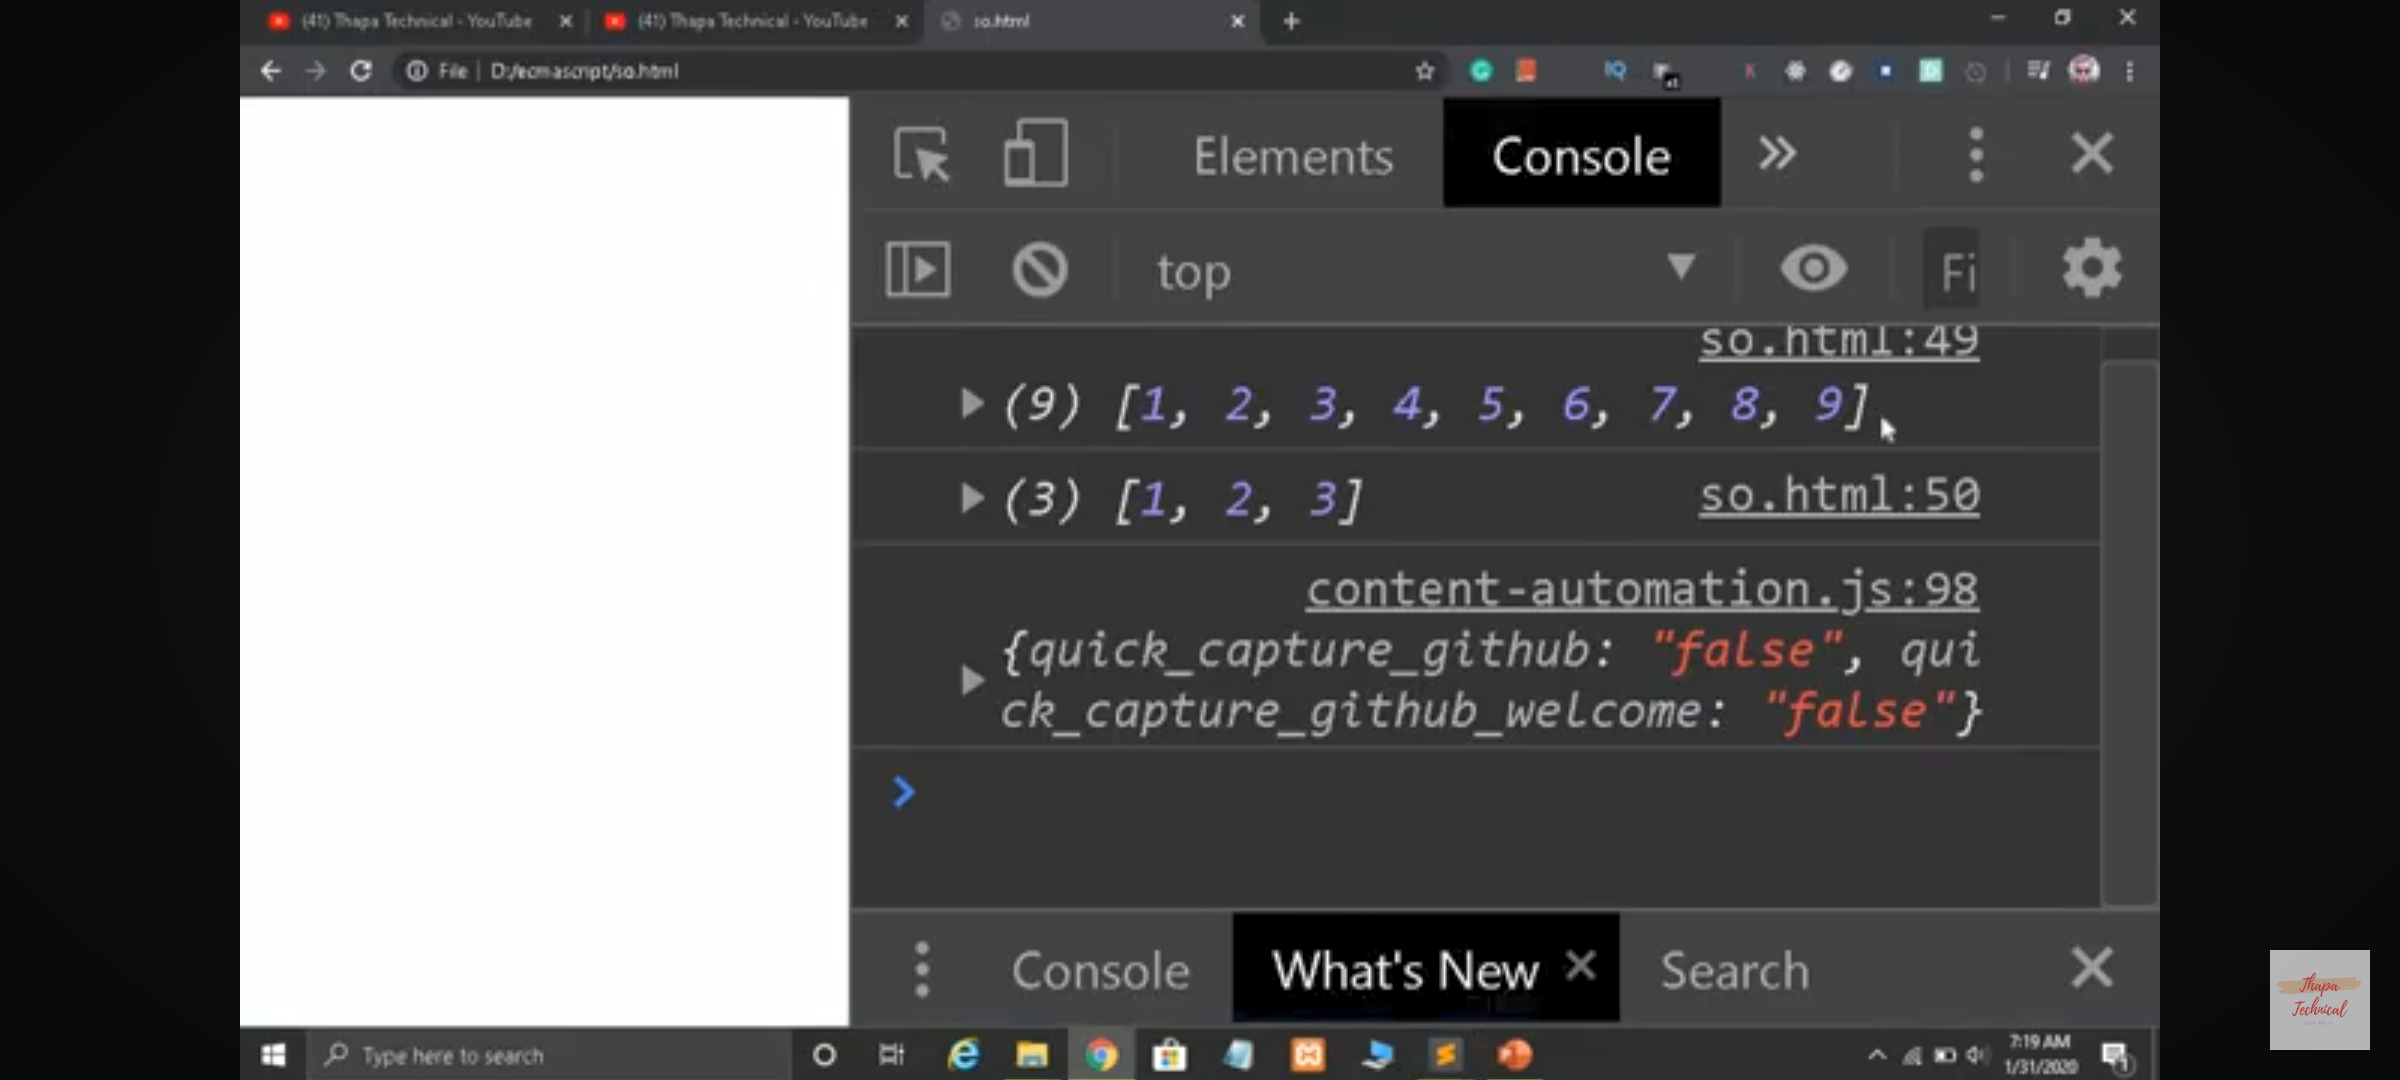 (41) Thapa Technical - YouTube
(41) Thapa Technical - YouTube
so.html
File | D:/ecmascript/so.html
Elements
Console
top
Fi
so.html:49
(9) [1, 2, 3, 4, 5, 6, 7, 8, 9]
(3) [1, 2, 3]
so.html:50
content-automation.js:98
{quick_capture_github: "false", qui
ck_capture_github_welcome: "false"}
Console
What's New
Search
Thapa
Technical
Type here to search
7:19 AM
1/31/2020